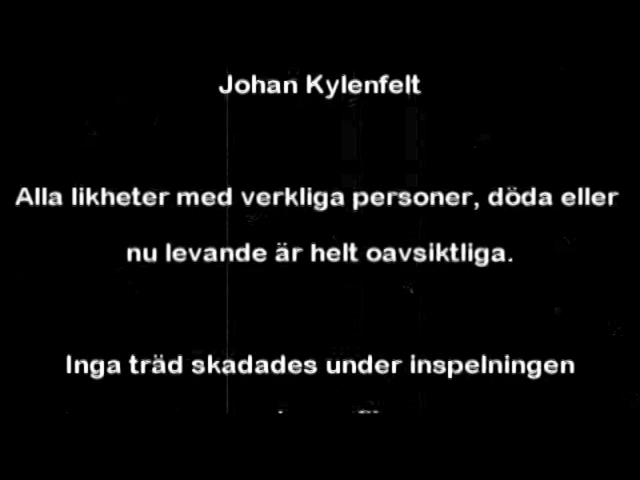 Johan Kylenfelt
Alla likheter med verkliga personer, döda eller
nu levande är helt oavsiktliga.
Inga träd skadades under inspelningen